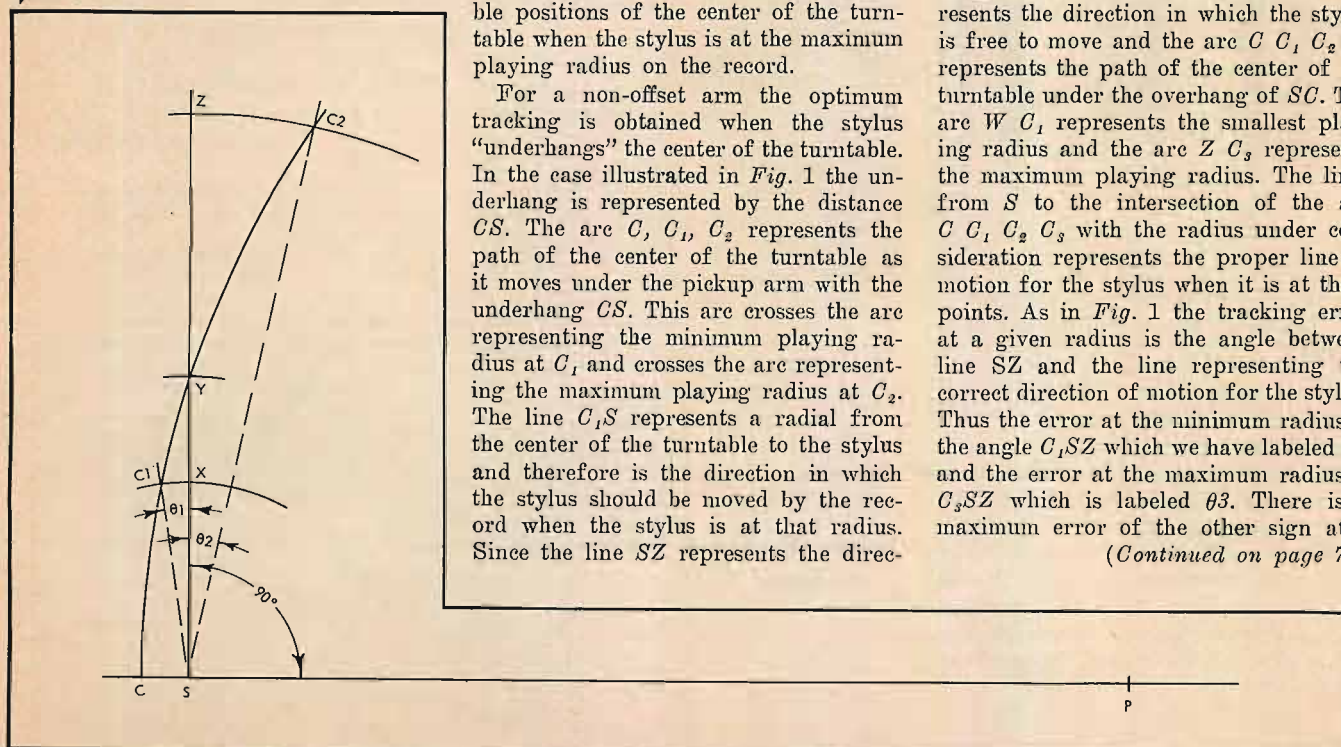 ble positions of the center of the turn-
table when the stylus is at the maximum
playing radius on the record.
For a non-offset arm the optimum
tracking is obtained when the stylus
"underhangs" the center of the turntable.
In the case illustrated in Fig. 1 the un-
derhang is represented by the distance
CS. The arc C, C₁, C₂ represents the
path of the center of the turntable as
it moves under the pickup arm with the
underhang CS. This arc crosses the arc
representing the minimum playing ra-
dius at C₁ and crosses the arc represent-
ing the maximum playing radius at C₂.
The line C₁S represents a radial from
the center of the turntable to the stylus
and therefore is the direction in which
the stylus should be moved by the rec-
ord when the stylus is at that radius.
Since the line SZ represents the direc-
resents the direction in which the sty
is free to move and the arc C C₁ C₂
represents the path of the center of
turntable under the overhang of SC. T
arc W C₁ represents the smallest pl
ing radius and the arc Z C₃ represe
the maximum playing radius. The li
from S to the intersection of the
C C₁ C₂ C₃ with the radius under c
sideration represents the proper line
motion for the stylus when it is at th
points. As in Fig. 1 the tracking er
at a given radius is the angle betwe
line SZ and the line representing
correct direction of motion for the styl
Thus the error at the minimum radius
the angle C₁SZ which we have labeled
and the error at the maximum radius
C₃SZ which is labeled θ3. There is
maximum error of the other sign at
(Continued on page 7
Z
C2
Y
C1
X
θ1
θ2
90°
C
S
P